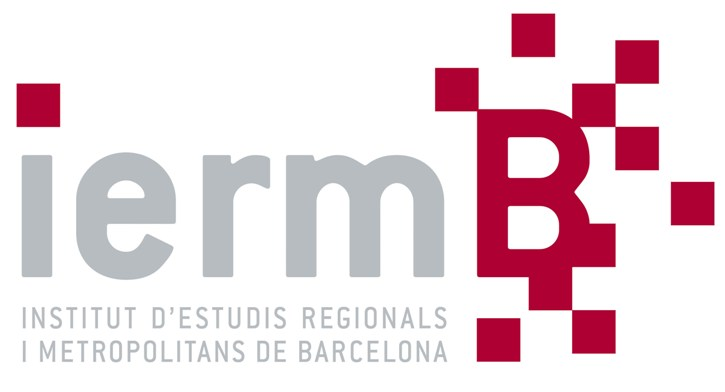 iermB
INSTITUT D'ESTUDIS REGIONALS
I METROPOLITANS DE BARCELONA